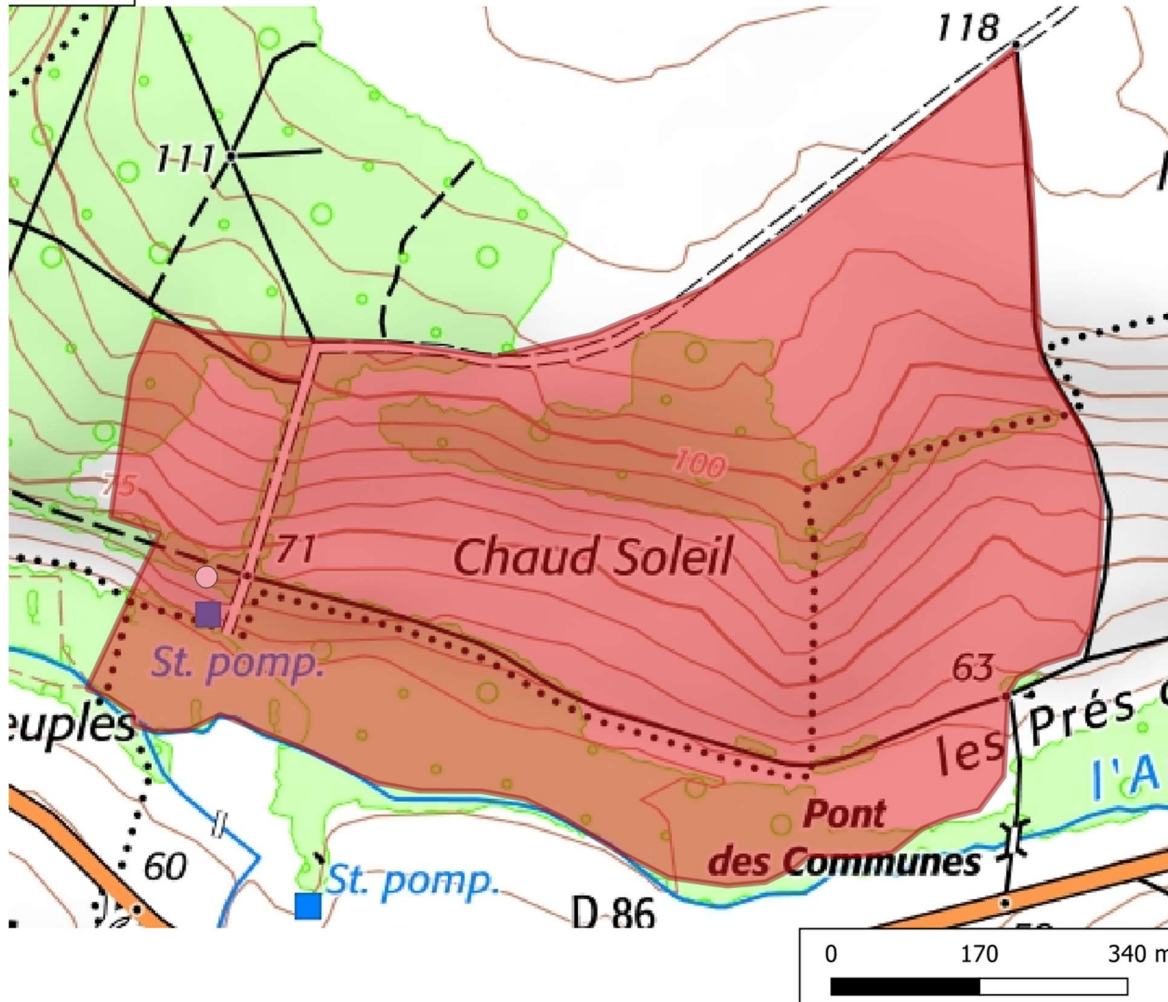 118
111
100
75
71
Chaud Soleil
St. pomp.
63
les Prés
euples
l'A
Pont
des Communes
60
St. pomp.
D 86
0 170 340 m